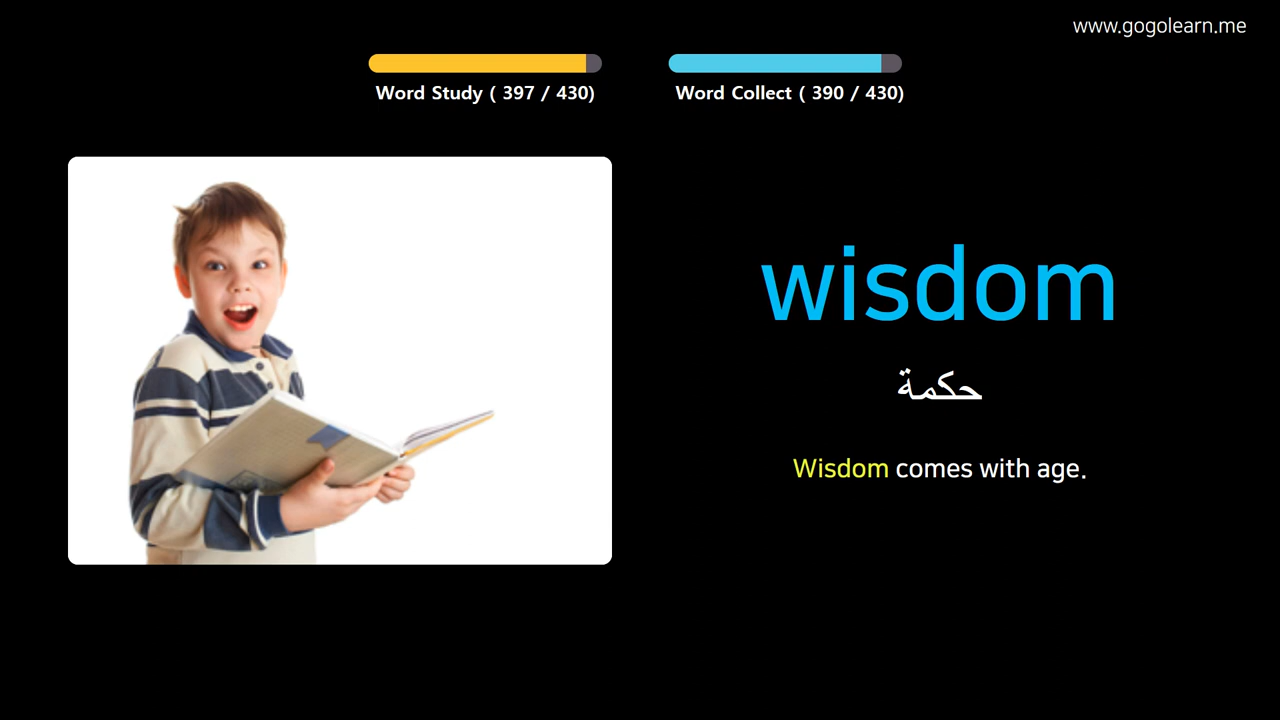 www.gogolearn.me
Word Study ( 397 / 430)
Word Collect ( 390 / 430)
wisdom
حكمة
Wisdom comes with age.